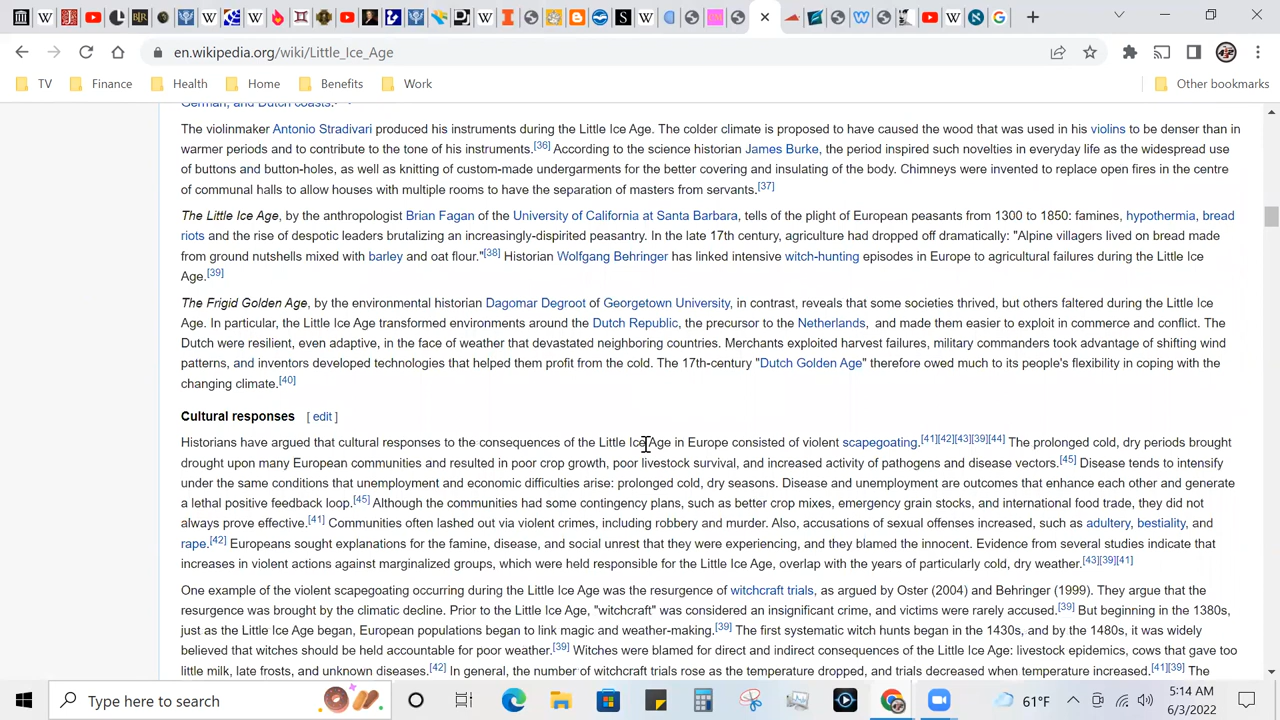 en.wikipedia.org/wiki/Little_Ice_Age
TV Finance Health Home Benefits Work Other bookmarks
German, and Dutch coasts.
The violinmaker Antonio Stradivari produced his instruments during the Little Ice Age. The colder climate is proposed to have caused the wood that was used in his violins to be denser than in
warmer periods and to contribute to the tone of his instruments.[36] According to the science historian James Burke, the period inspired such novelties in everyday life as the widespread use
of buttons and button-holes, as well as knitting of custom-made undergarments for the better covering and insulating of the body. Chimneys were invented to replace open fires in the centre
of communal halls to allow houses with multiple rooms to have the separation of masters from servants.[37]
The Little Ice Age, by the anthropologist Brian Fagan of the University of California at Santa Barbara, tells of the plight of European peasants from 1300 to 1850: famines, hypothermia, bread
riots and the rise of despotic leaders brutalizing an increasingly-dispirited peasantry. In the late 17th century, agriculture had dropped off dramatically: "Alpine villagers lived on bread made
from ground nutshells mixed with barley and oat flour."[38] Historian Wolfgang Behringer has linked intensive witch-hunting episodes in Europe to agricultural failures during the Little Ice
Age.[39]
The Frigid Golden Age, by the environmental historian Dagomar Degroot of Georgetown University, in contrast, reveals that some societies thrived, but others faltered during the Little Ice
Age. In particular, the Little Ice Age transformed environments around the Dutch Republic, the precursor to the Netherlands, and made them easier to exploit in commerce and conflict. The
Dutch were resilient, even adaptive, in the face of weather that devastated neighboring countries. Merchants exploited harvest failures, military commanders took advantage of shifting wind
patterns, and inventors developed technologies that helped them profit from the cold. The 17th-century "Dutch Golden Age" therefore owed much to its people's flexibility in coping with the
changing climate.[40]
Cultural responses [ edit ]
Historians have argued that cultural responses to the consequences of the Little Ice Age in Europe consisted of violent scapegoating.[41][42][43][39][44] The prolonged cold, dry periods brought
drought upon many European communities and resulted in poor crop growth, poor livestock survival, and increased activity of pathogens and disease vectors.[45] Disease tends to intensify
under the same conditions that unemployment and economic difficulties arise: prolonged cold, dry seasons. Disease and unemployment are outcomes that enhance each other and generate
a lethal positive feedback loop.[45] Although the communities had some contingency plans, such as better crop mixes, emergency grain stocks, and international food trade, they did not
always prove effective.[41] Communities often lashed out via violent crimes, including robbery and murder. Also, accusations of sexual offenses increased, such as adultery, bestiality, and
rape.[42] Europeans sought explanations for the famine, disease, and social unrest that they were experiencing, and they blamed the innocent. Evidence from several studies indicate that
increases in violent actions against marginalized groups, which were held responsible for the Little Ice Age, overlap with the years of particularly cold, dry weather.[43][39][41]
One example of the violent scapegoating occurring during the Little Ice Age was the resurgence of witchcraft trials, as argued by Oster (2004) and Behringer (1999). They argue that the
resurgence was brought by the climatic decline. Prior to the Little Ice Age, "witchcraft" was considered an insignificant crime, and victims were rarely accused.[39] But beginning in the 1380s,
just as the Little Ice Age began, European populations began to link magic and weather-making.[39] The first systematic witch hunts began in the 1430s, and by the 1480s, it was widely
believed that witches should be held accountable for poor weather.[39] Witches were blamed for direct and indirect consequences of the Little Ice Age: livestock epidemics, cows that gave too
little milk, late frosts, and unknown diseases.[42] In general, the number of witchcraft trials rose as the temperature dropped, and trials decreased when temperature increased.[41][39] The
Type here to search
61°F
5:14 AM
6/3/2022